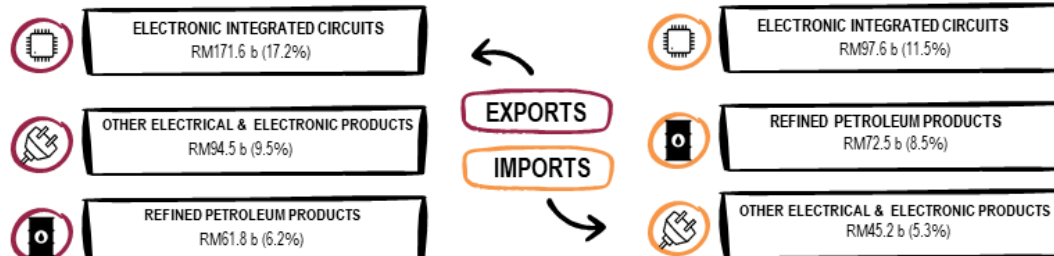 ELECTRONIC INTEGRATED CIRCUITS
RM171.6 b (17.2%)
OTHER ELECTRICAL & ELECTRONIC PRODUCTS
RM94.5 b (9.5%)
REFINED PETROLEUM PRODUCTS
RM61.8 b (6.2%)
EXPORTS
IMPORTS
ELECTRONIC INTEGRATED CIRCUITS
RM97.6 b (11.5%)
REFINED PETROLEUM PRODUCTS
RM72.5 b (8.5%)
OTHER ELECTRICAL & ELECTRONIC PRODUCTS
RM45.2 b (5.3%)